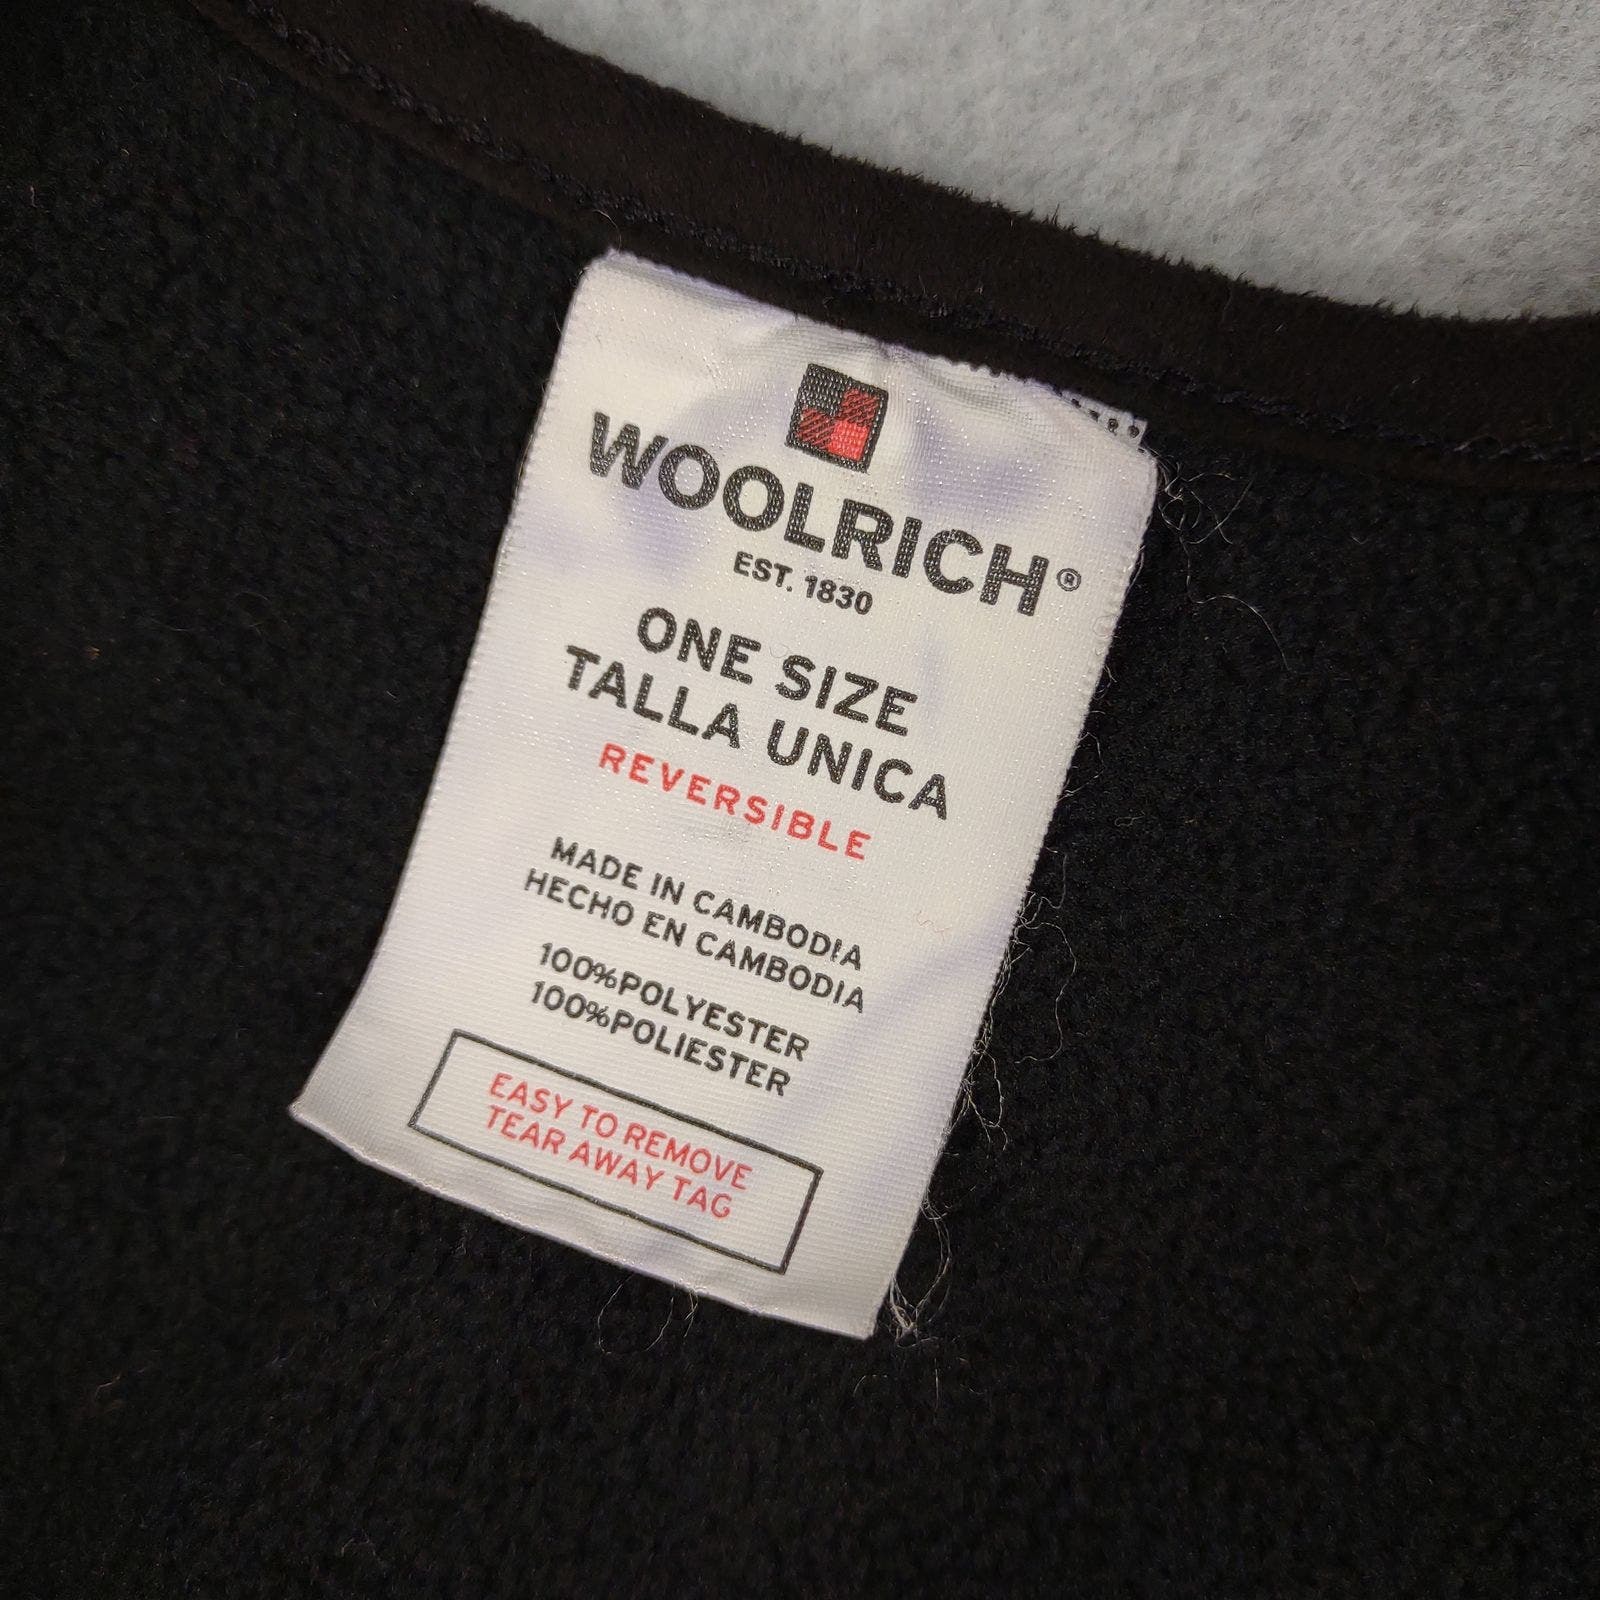 WOOLRICH®
EST. 1830
ONE SIZE
TALLA UNICA
REVERSIBLE
MADE IN CAMBODIA
HECHO EN CAMBODIA
100%POLYESTER
100%POLIESTER
EASY TO REMOVE
TEAR AWAY TAG